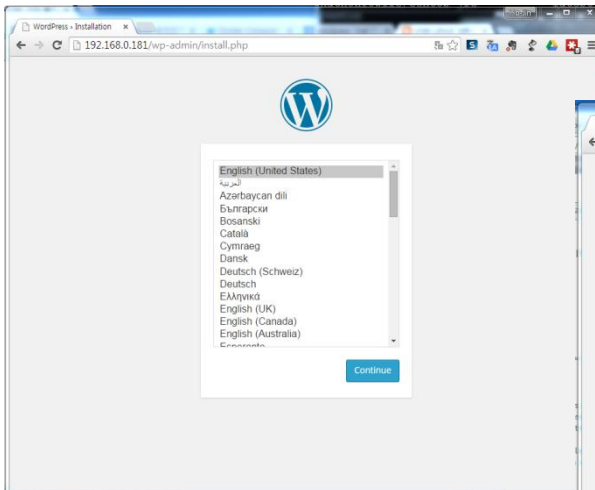 WordPress › Installation
192.168.0.181/wp-admin/install.php
English (United States)
العربية
Azərbaycan dili
Български
Bosanski
Català
Cymraeg
Dansk
Deutsch (Schweiz)
Deutsch
Ελληνικά
English (UK)
English (Canada)
English (Australia)
Esperanto
Continue